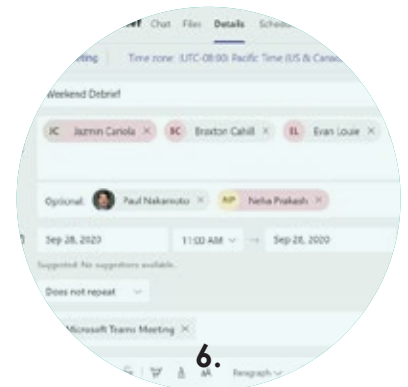 Chat Files Details
Time zone: (UTC-08:00) Pacific Time (US &
Weekend Debrief
JC Jazmin Cariola × BC Braxton Cahill × EL Evan Louie ×
Optional: Paul Nakamoto × NP Neha Prakash ×
Sep 28, 2020 11:00 AM → Sep 28, 2020
Suggested: No suggestions available.
Does not repeat
Microsoft Teams Meeting ×
6.
Paragraph